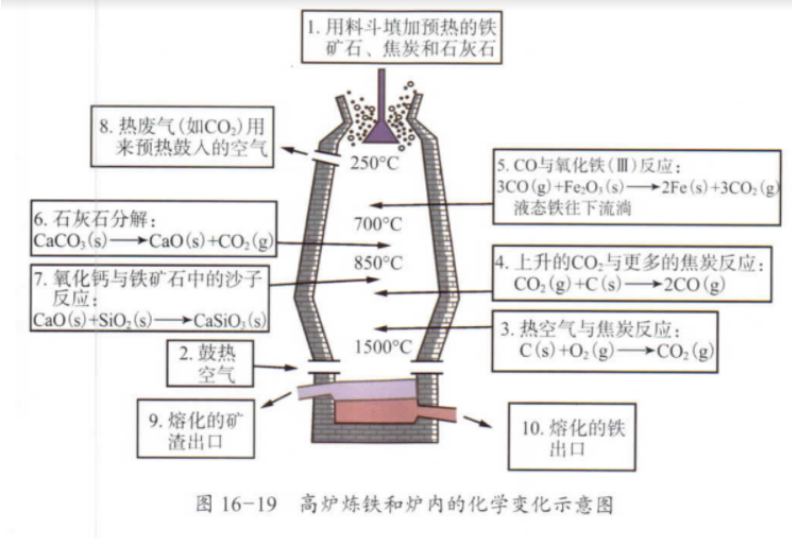 1. 用料斗填加预热的铁
矿石、焦炭和石灰石
8. 热废气(如CO₂)用
来预热鼓入的空气
250°C
5. CO与氧化铁(Ⅲ)反应:
3CO(g)+Fe₂O₃(s)⟶2Fe(s)+3CO₂(g)
液态铁往下流淌
700°C
6. 石灰石分解:
CaCO₃(s)⟶CaO(s)+CO₂(g)
850°C
4. 上升的CO₂与更多的焦炭反应:
CO₂(g)+C(s)⟶2CO(g)
7. 氧化钙与铁矿石中的沙子
反应:
CaO(s)+SiO₂(s)⟶CaSiO₃(s)
3. 热空气与焦炭反应:
C(s)+O₂(g)⟶CO₂(g)
1500°C
2. 鼓热
空气
9. 熔化的矿
渣出口
10. 熔化的铁
出口
图 16-19 高炉炼铁和炉内的化学变化示意图